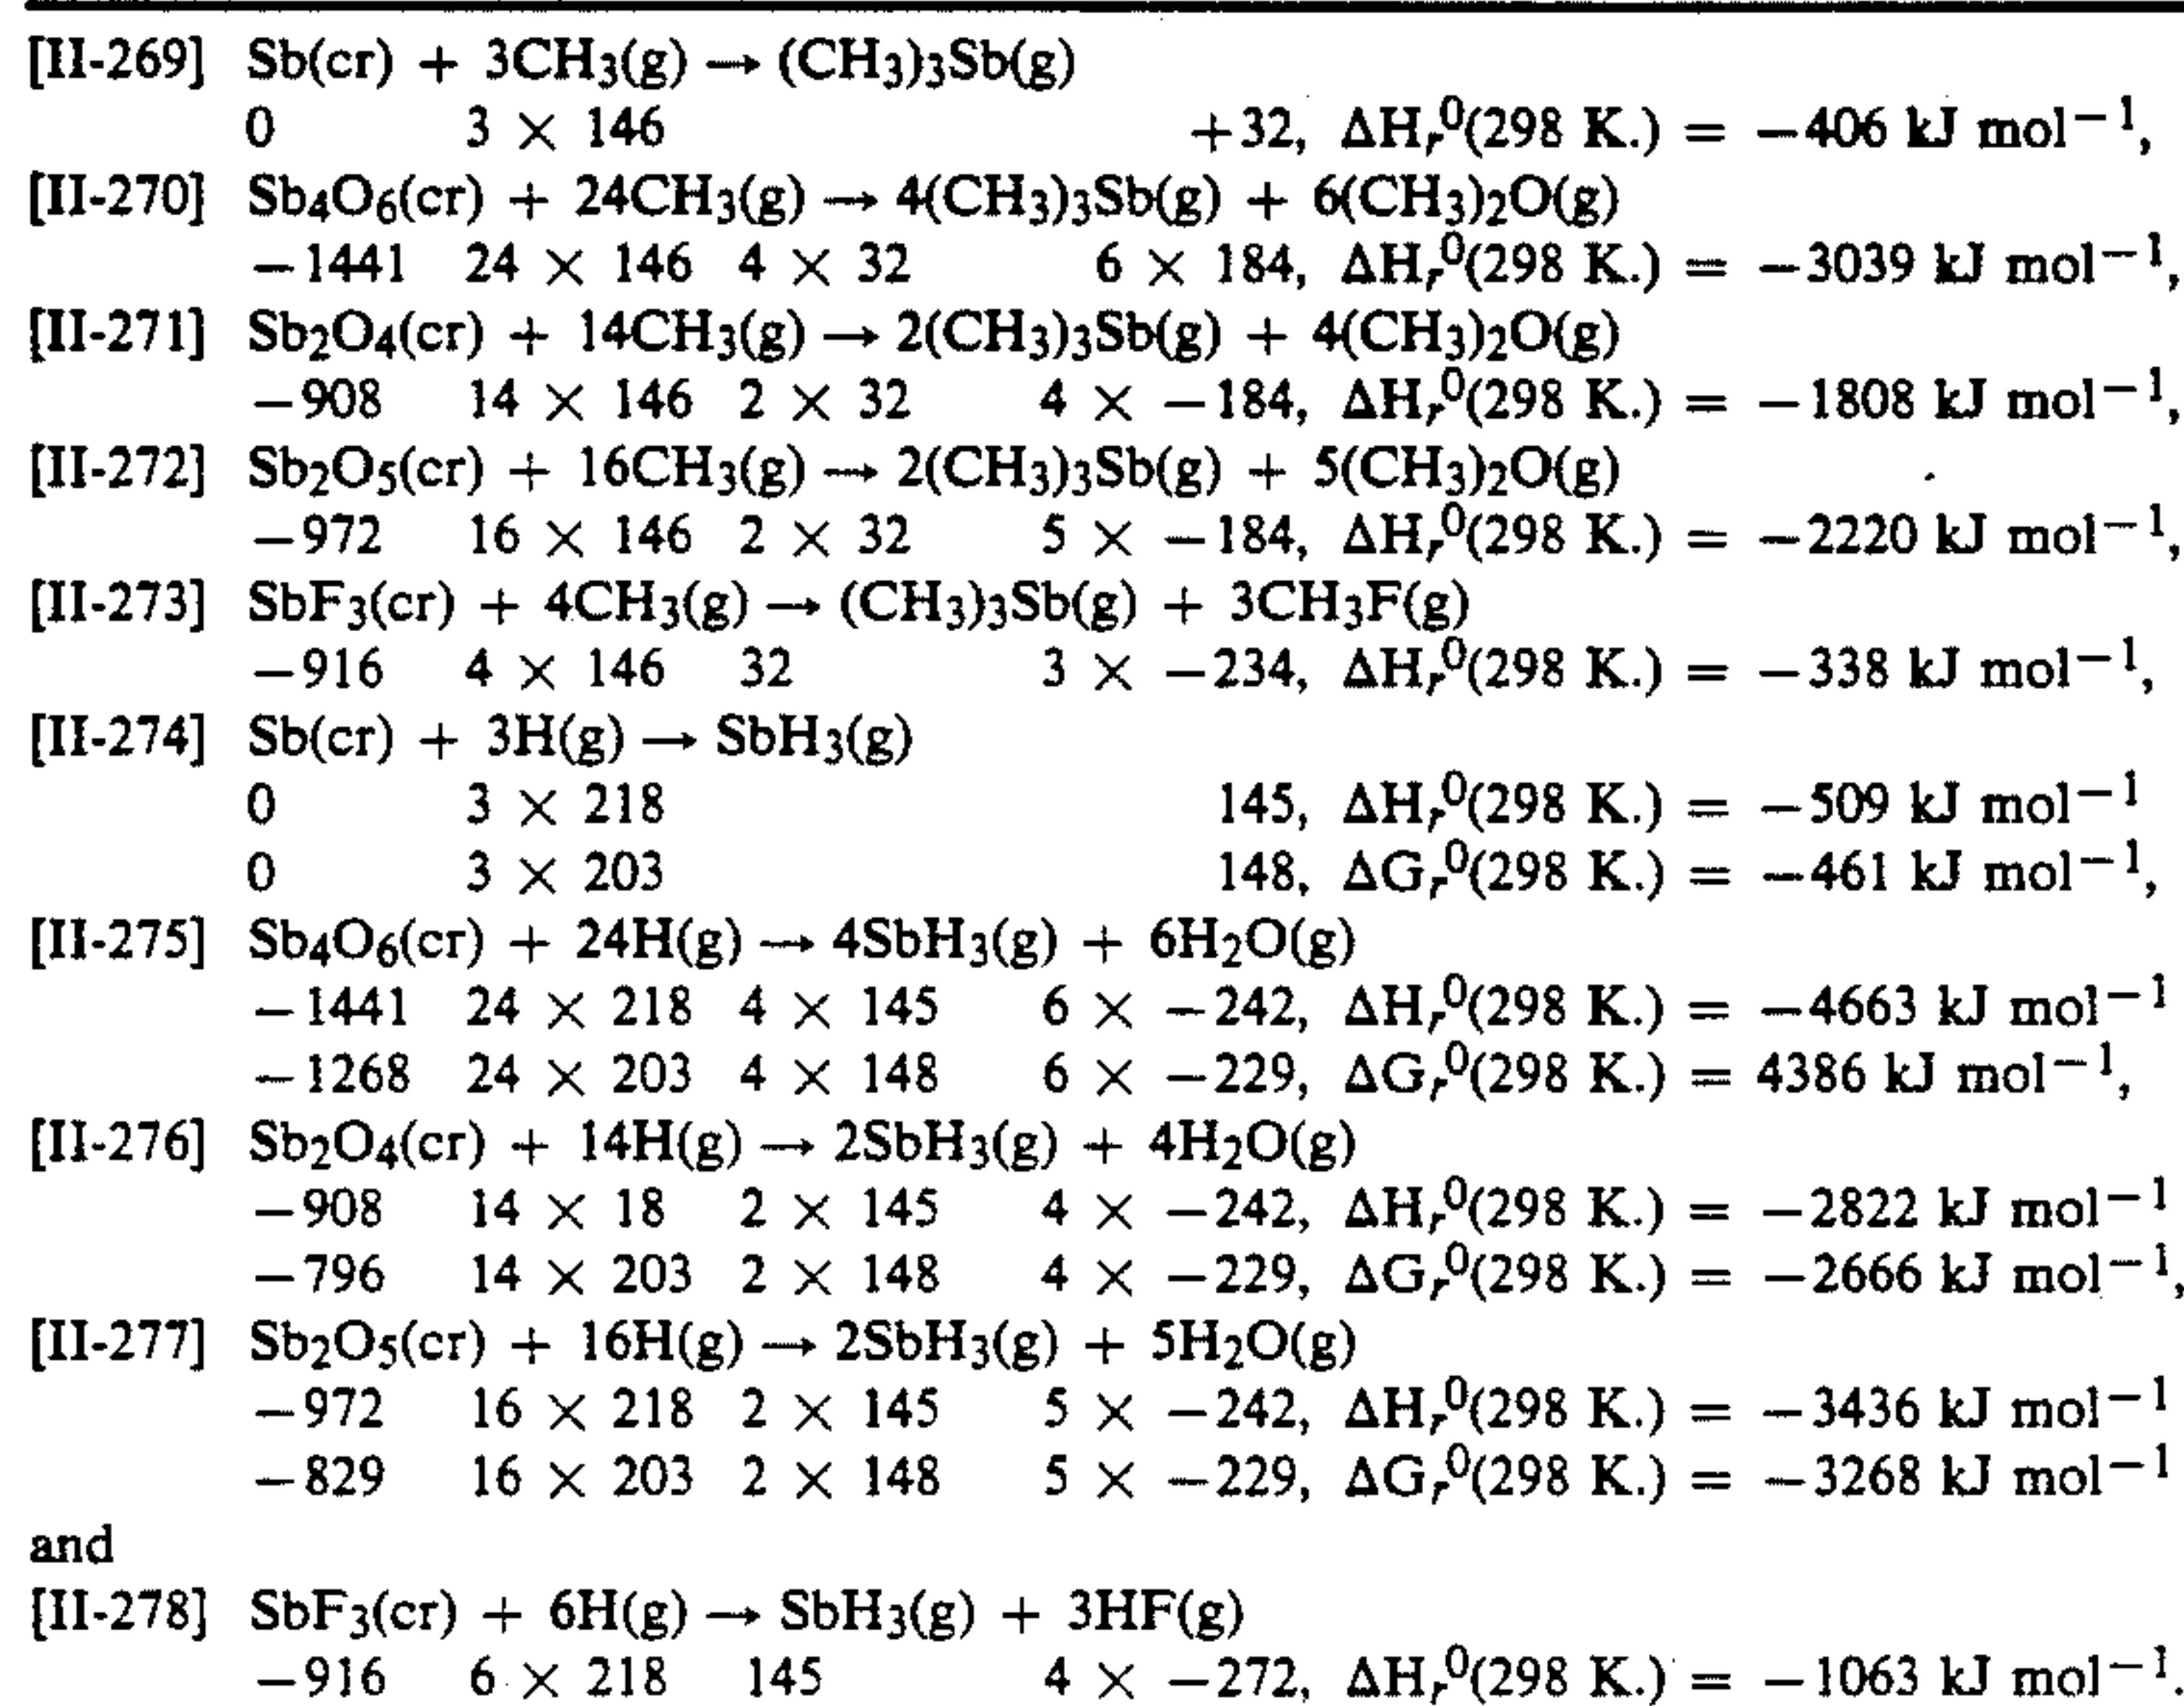 [II-269] Sb(cr) + 3CH₃(g) → (CH₃)₃Sb(g)
0 3 × 146 +32, ΔHᵣ⁰(298 K.) = −406 kJ mol⁻¹,
[II-270] Sb₄O₆(cr) + 24CH₃(g) → 4(CH₃)₃Sb(g) + 6(CH₃)₂O(g)
−1441 24 × 146 4 × 32 6 × 184, ΔHᵣ⁰(298 K.) = −3039 kJ mol⁻¹,
[II-271] Sb₂O₄(cr) + 14CH₃(g) → 2(CH₃)₃Sb(g) + 4(CH₃)₂O(g)
−908 14 × 146 2 × 32 4 × −184, ΔHᵣ⁰(298 K.) = −1808 kJ mol⁻¹,
[II-272] Sb₂O₅(cr) + 16CH₃(g) → 2(CH₃)₃Sb(g) + 5(CH₃)₂O(g)
−972 16 × 146 2 × 32 5 × −184, ΔHᵣ⁰(298 K.) = −2220 kJ mol⁻¹,
[II-273] SbF₃(cr) + 4CH₃(g) → (CH₃)₃Sb(g) + 3CH₃F(g)
−916 4 × 146 32 3 × −234, ΔHᵣ⁰(298 K.) = −338 kJ mol⁻¹,
[II-274] Sb(cr) + 3H(g) → SbH₃(g)
0 3 × 218 145, ΔHᵣ⁰(298 K.) = −509 kJ mol⁻¹
0 3 × 203 148, ΔGᵣ⁰(298 K.) = −461 kJ mol⁻¹,
[II-275] Sb₄O₆(cr) + 24H(g) → 4SbH₃(g) + 6H₂O(g)
−1441 24 × 218 4 × 145 6 × −242, ΔHᵣ⁰(298 K.) = −4663 kJ mol⁻¹
−1268 24 × 203 4 × 148 6 × −229, ΔGᵣ⁰(298 K.) = 4386 kJ mol⁻¹,
[II-276] Sb₂O₄(cr) + 14H(g) → 2SbH₃(g) + 4H₂O(g)
−908 14 × 18 2 × 145 4 × −242, ΔHᵣ⁰(298 K.) = −2822 kJ mol⁻¹
−796 14 × 203 2 × 148 4 × −229, ΔGᵣ⁰(298 K.) = −2666 kJ mol⁻¹,
[II-277] Sb₂O₅(cr) + 16H(g) → 2SbH₃(g) + 5H₂O(g)
−972 16 × 218 2 × 145 5 × −242, ΔHᵣ⁰(298 K.) = −3436 kJ mol⁻¹
−829 16 × 203 2 × 148 5 × −229, ΔGᵣ⁰(298 K.) = −3268 kJ mol⁻¹
and
[II-278] SbF₃(cr) + 6H(g) → SbH₃(g) + 3HF(g)
−916 6 × 218 145 4 × −272, ΔHᵣ⁰(298 K.) = −1063 kJ mol⁻¹.